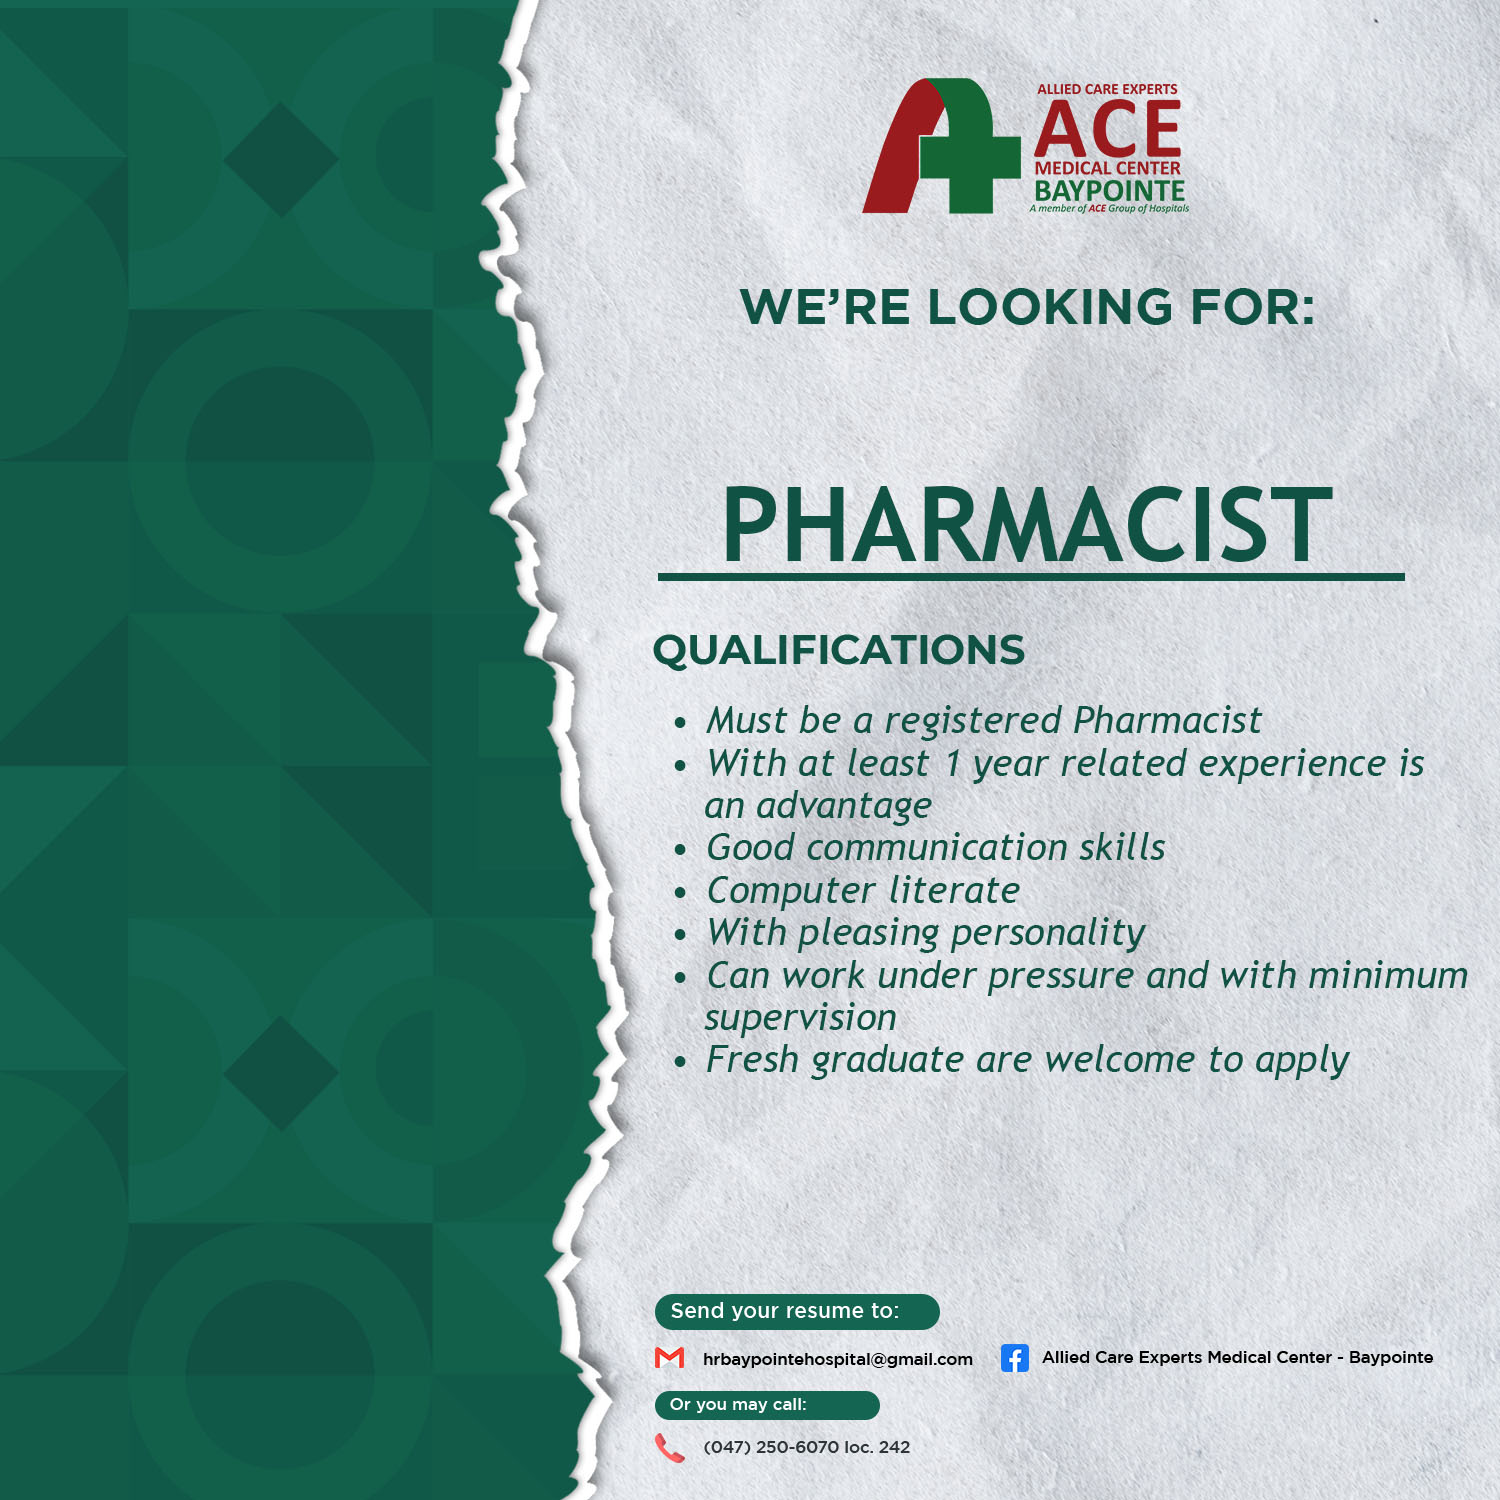 ALLIED CARE EXPERTS
ACE
MEDICAL CENTER
BAYPOINTE
A member of ACE Group of Hospitals
WE’RE LOOKING FOR:
PHARMACIST
QUALIFICATIONS
• Must be a registered Pharmacist
• With at least 1 year related experience is
an advantage
• Good communication skills
• Computer literate
• With pleasing personality
• Can work under pressure and with minimum
supervision
• Fresh graduate are welcome to apply
Send your resume to:
hrbaypointehospital@gmail.com
Allied Care Experts Medical Center - Baypointe
Or you may call:
(047) 250-6070 loc. 242